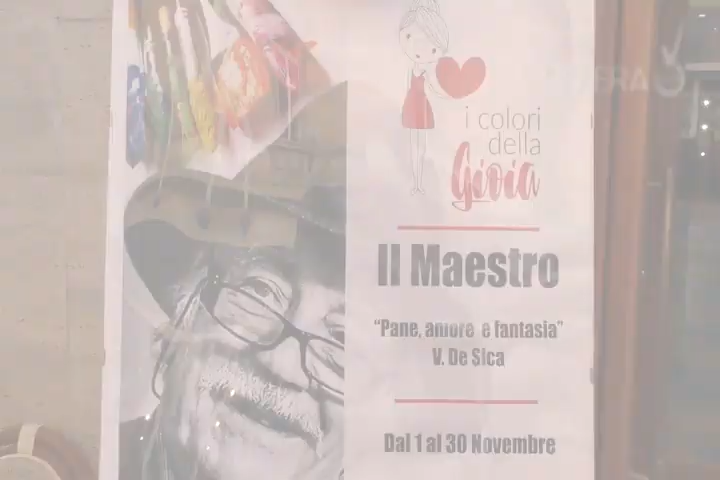 i colori
della
Gioia
Il Maestro
"Pane, amore e fantasia"
V. De Sica
Dal 1 al 30 Novembre